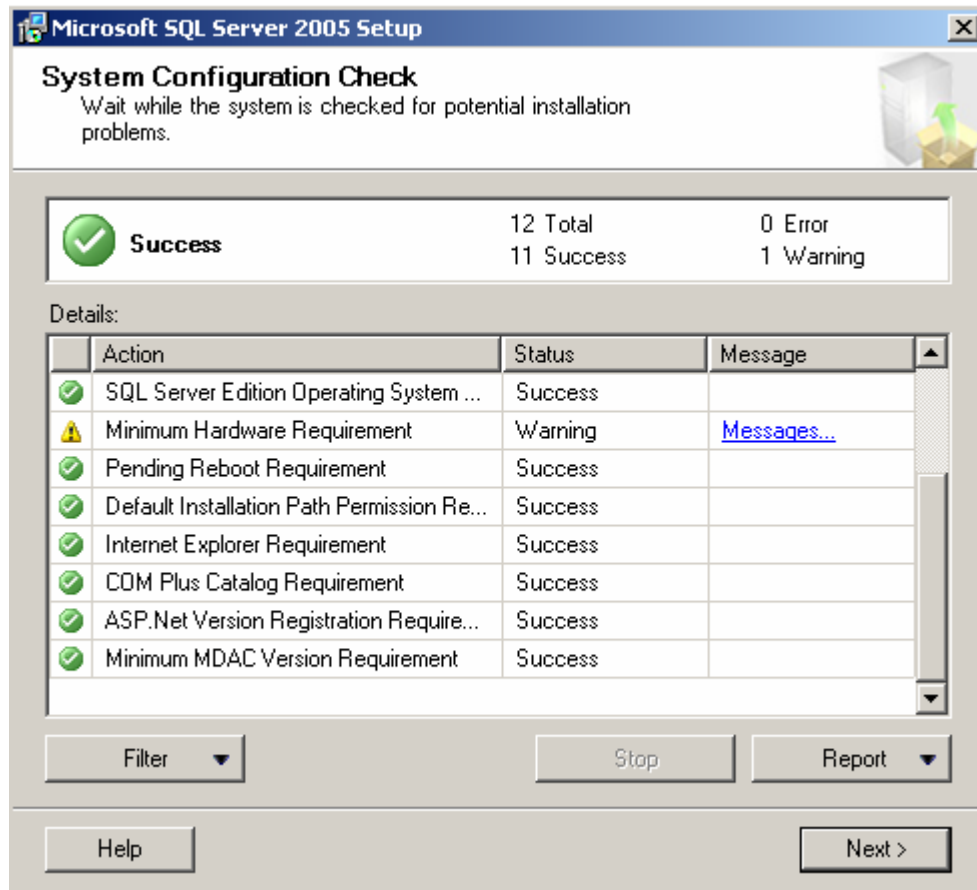 Microsoft SQL Server 2005 Setup
System Configuration Check
Wait while the system is checked for potential installation
problems.
Success
12 Total
0 Error
11 Success
1 Warning
Details:
Action Status Message
SQL Server Edition Operating System ... Success
Minimum Hardware Requirement Warning Messages...
Pending Reboot Requirement Success
Default Installation Path Permission Re... Success
Internet Explorer Requirement Success
COM Plus Catalog Requirement Success
ASP.Net Version Registration Require... Success
Minimum MDAC Version Requirement Success
Filter Stop Report
Help Next >